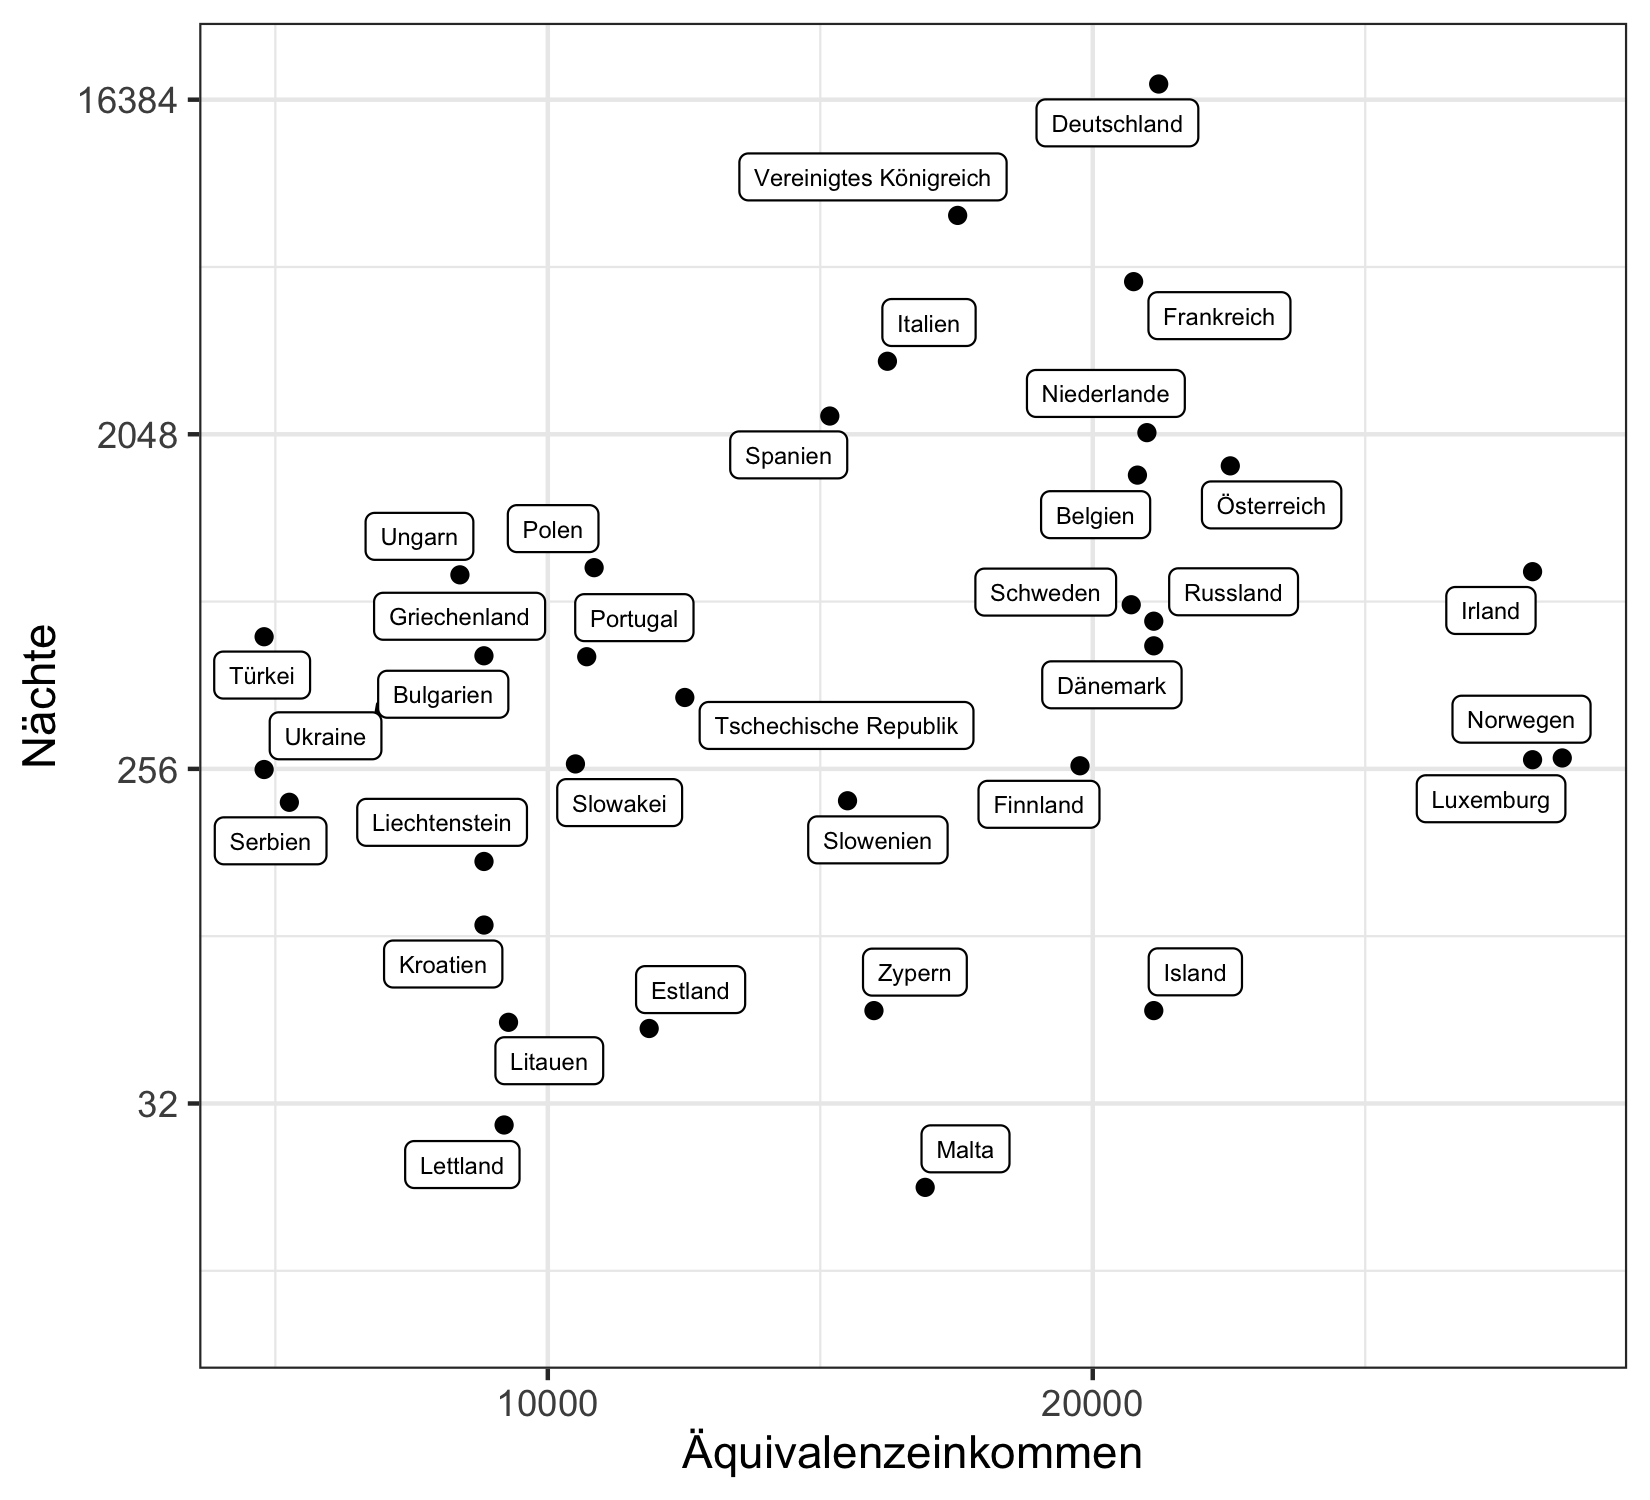 16384
2048
256
32
Nächte
Deutschland
Vereinigtes Königreich
Frankreich
Italien
Niederlande
Spanien
Österreich
Belgien
Polen
Ungarn
Schweden
Russland
Irland
Griechenland
Portugal
Türkei
Dänemark
Bulgarien
Norwegen
Tschechische Republik
Ukraine
Luxemburg
Slowakei
Finnland
Liechtenstein
Slowenien
Serbien
Kroatien
Zypern
Island
Estland
Litauen
Malta
Lettland
10000
20000
Äquivalenzeinkommen